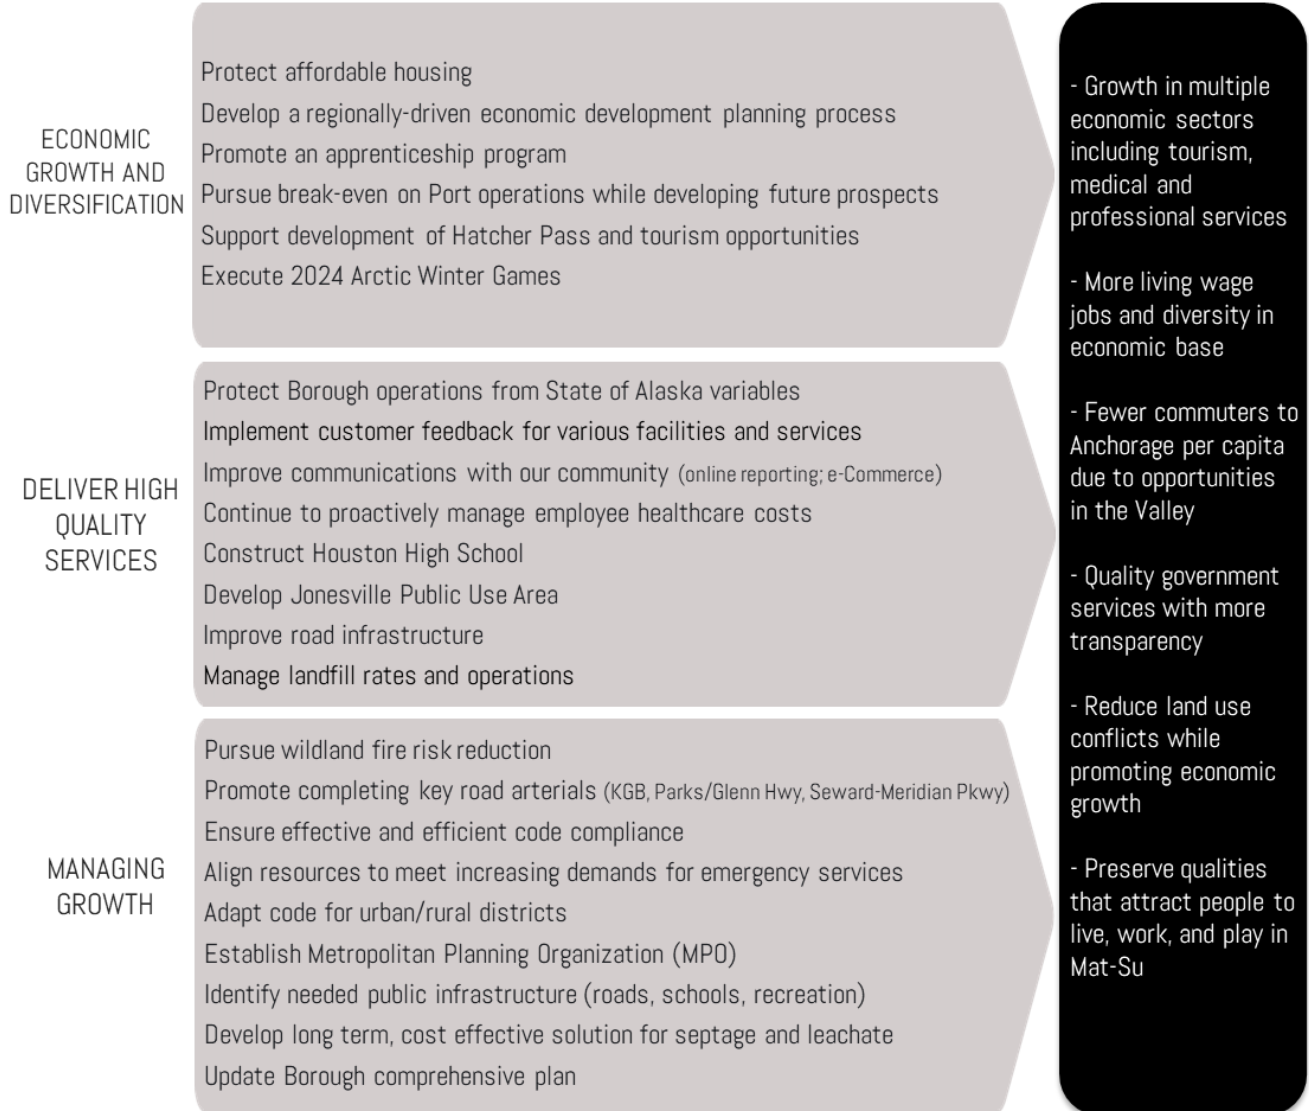 ECONOMIC
GROWTH AND
DIVERSIFICATION
Protect affordable housing
Develop a regionally-driven economic development planning process
Promote an apprenticeship program
Pursue break-even on Port operations while developing future prospects
Support development of Hatcher Pass and tourism opportunities
Execute 2024 Arctic Winter Games
DELIVER HIGH
QUALITY
SERVICES
Protect Borough operations from State of Alaska variables
Implement customer feedback for various facilities and services
Improve communications with our community (online reporting; e-Commerce)
Continue to proactively manage employee healthcare costs
Construct Houston High School
Develop Jonesville Public Use Area
Improve road infrastructure
Manage landfill rates and operations
MANAGING
GROWTH
Pursue wildland fire risk reduction
Promote completing key road arterials (KGB, Parks/Glenn Hwy, Seward-Meridian Pkwy)
Ensure effective and efficient code compliance
Align resources to meet increasing demands for emergency services
Adapt code for urban/rural districts
Establish Metropolitan Planning Organization (MPO)
Identify needed public infrastructure (roads, schools, recreation)
Develop long term, cost effective solution for septage and leachate
Update Borough comprehensive plan
- Growth in multiple
economic sectors
including tourism,
medical and
professional services
- More living wage
jobs and diversity in
economic base
- Fewer commuters to
Anchorage per capita
due to opportunities
in the Valley
- Quality government
services with more
transparency
- Reduce land use
conflicts while
promoting economic
growth
- Preserve qualities
that attract people to
live, work, and play in
Mat-Su